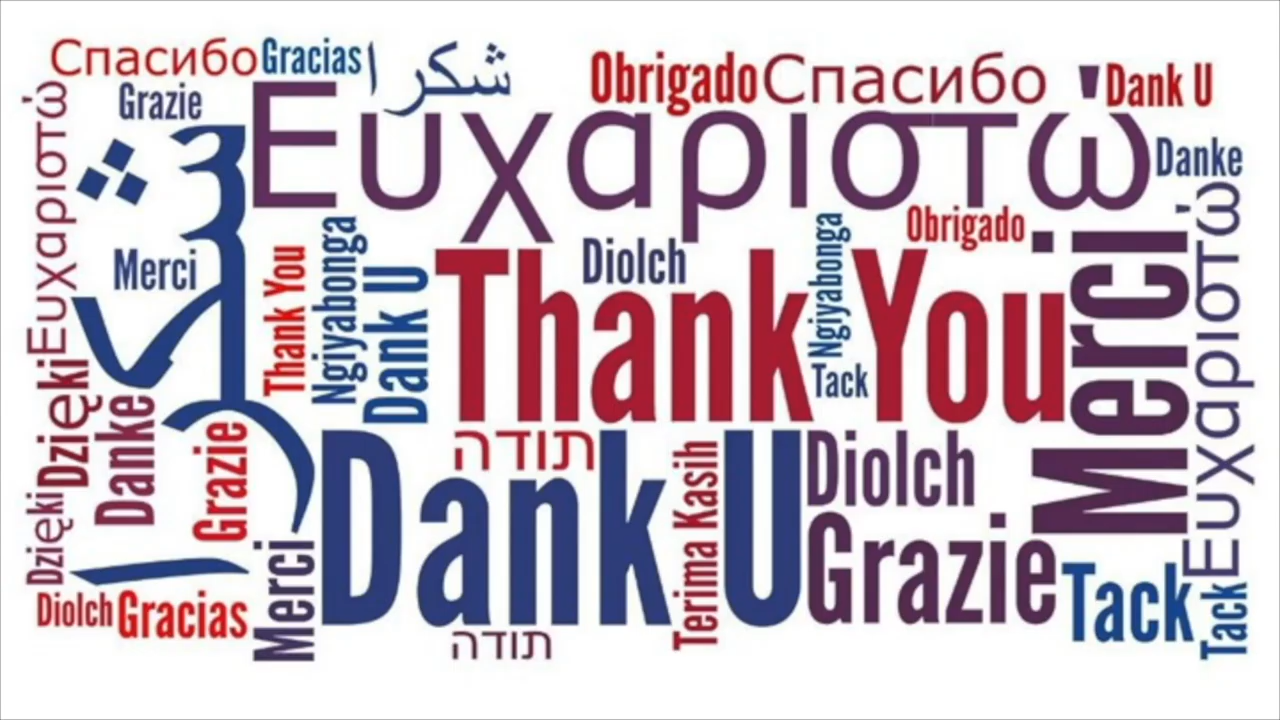 Спасибо
Gracias
شكرا
Obrigado
Спасибо
Dank U
Grazie
Ευχαριστώ
Ευχαριστώ
Danke
شكرا
Obrigado
Merci
Thank You
Ngiyabonga
Dank U
Diolch
Ngiyabonga
Thank You
Merci
Ευχαριστώ
Tack
Dzięki
Danke
Grazie
תודה
Dank U
Terima Kasih
Diolch
Grazie
Dzięki
Merci
Diolch
Gracias
תודה
Tack
Tack